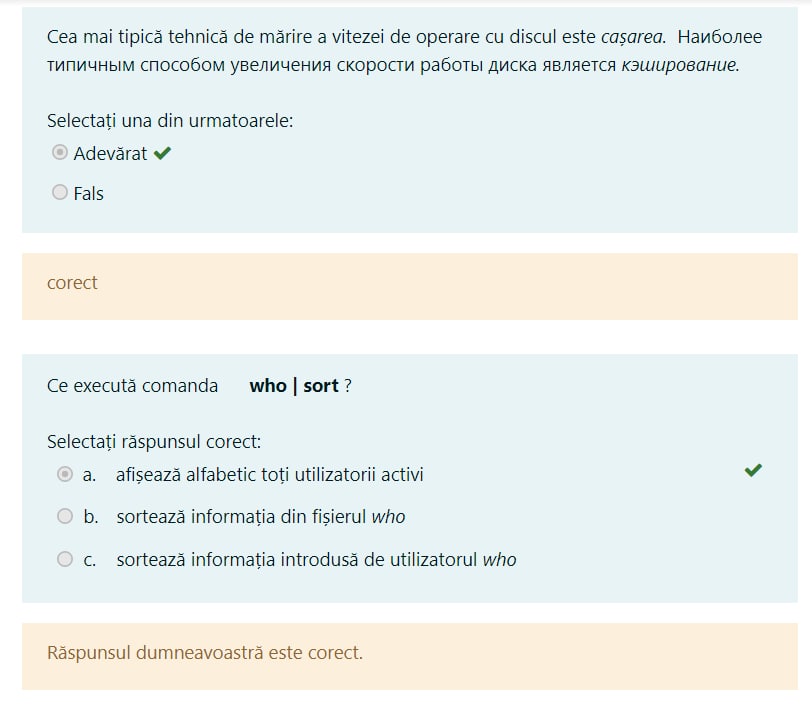 Cea mai tipică tehnică de mărire a vitezei de operare cu discul este cașarea. Наиболее
типичным способом увеличения скорости работы диска является кэширование.
Selectați una din urmatoarele:
Adevărat
Fals
corect
Ce execută comanda who | sort ?
Selectați răspunsul corect:
a. afișează alfabetic toți utilizatorii activi
b. sortează informația din fișierul who
c. sortează informația introdusă de utilizatorul who
Răspunsul dumneavoastră este corect.